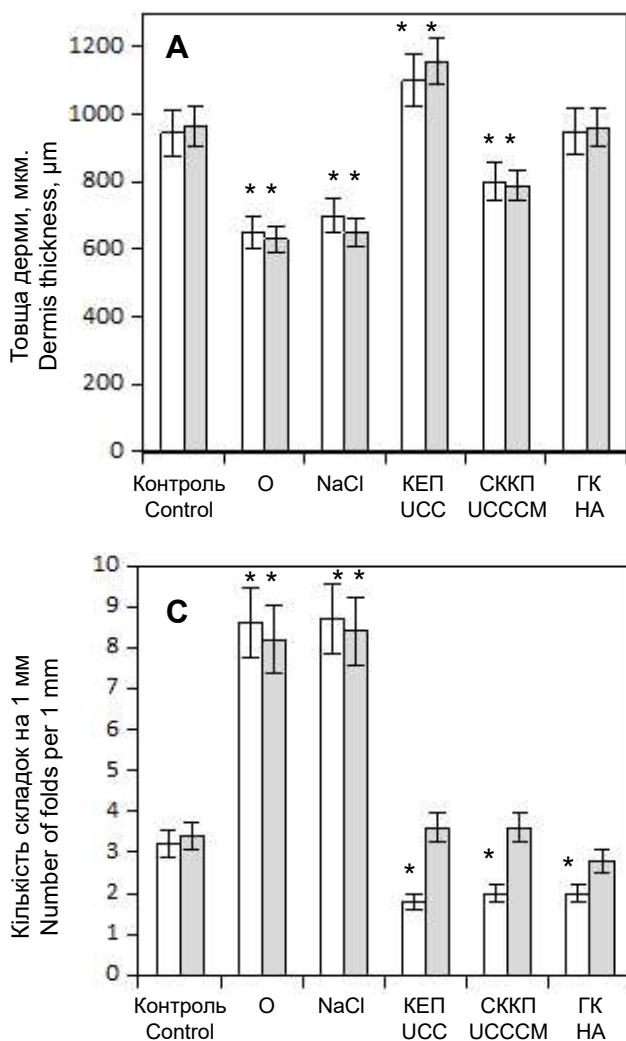 A
Товща дерми, мкм.
Dermis thickness, µm
1200
1000
800
600
400
200
0
* * * * * * * *
Контроль О NaCl КЕП СККП ГК
Control UCC UCCCM HA
C
Кількість складок на 1 мм
Number of folds per 1 mm
10
9
8
7
6
5
4
3
2
1
0
* * * * * * *
Контроль О NaCl КЕП СККП ГК
Control UCC UCCCM HA